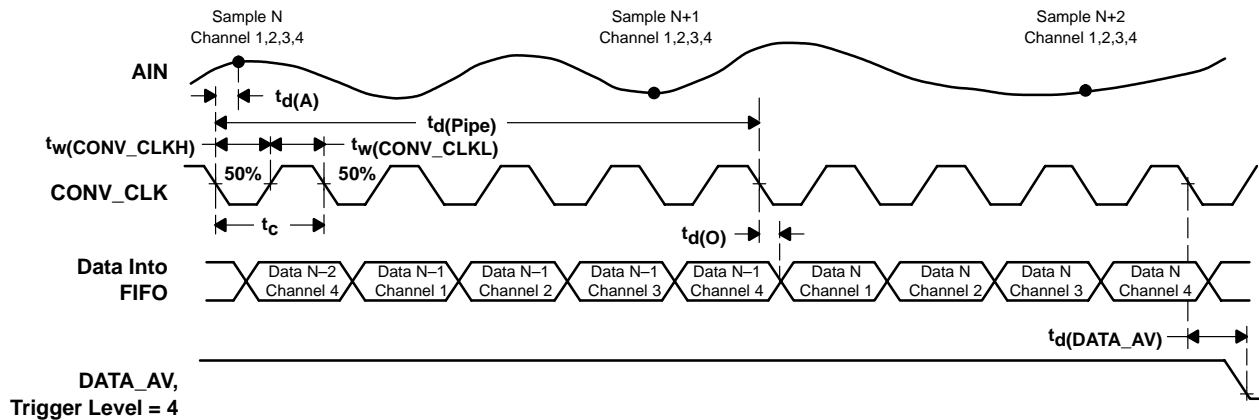 Sample N
Channel 1,2,3,4
Sample N+1
Channel 1,2,3,4
Sample N+2
Channel 1,2,3,4
AIN
td(A)
td(Pipe)
tw(CONV_CLKH)
tw(CONV_CLKL)
50%
50%
CONV_CLK
tc
td(O)
Data Into
FIFO
Data N–2
Channel 4
Data N–1
Channel 1
Data N–1
Channel 2
Data N–1
Channel 3
Data N–1
Channel 4
Data N
Channel 1
Data N
Channel 2
Data N
Channel 3
Data N
Channel 4
td(DATA_AV)
DATA_AV,
Trigger Level = 4